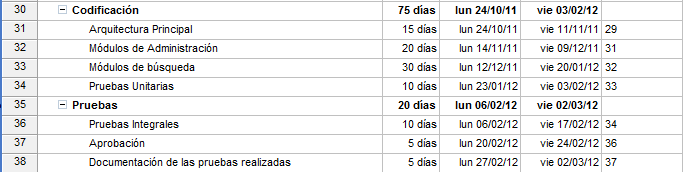 30 Codificación 75 días lun 24/10/11 vie 03/02/12
31 Arquitectura Principal 15 días lun 24/10/11 vie 11/11/11 29
32 Módulos de Administración 20 días lun 14/11/11 vie 09/12/11 31
33 Módulos de búsqueda 30 días lun 12/12/11 vie 20/01/12 32
34 Pruebas Unitarias 10 días lun 23/01/12 vie 03/02/12 33
35 Pruebas 20 días lun 06/02/12 vie 02/03/12
36 Pruebas Integrales 10 días lun 06/02/12 vie 17/02/12 34
37 Aprobación 5 días lun 20/02/12 vie 24/02/12 36
38 Documentación de las pruebas realizadas 5 días lun 27/02/12 vie 02/03/12 37